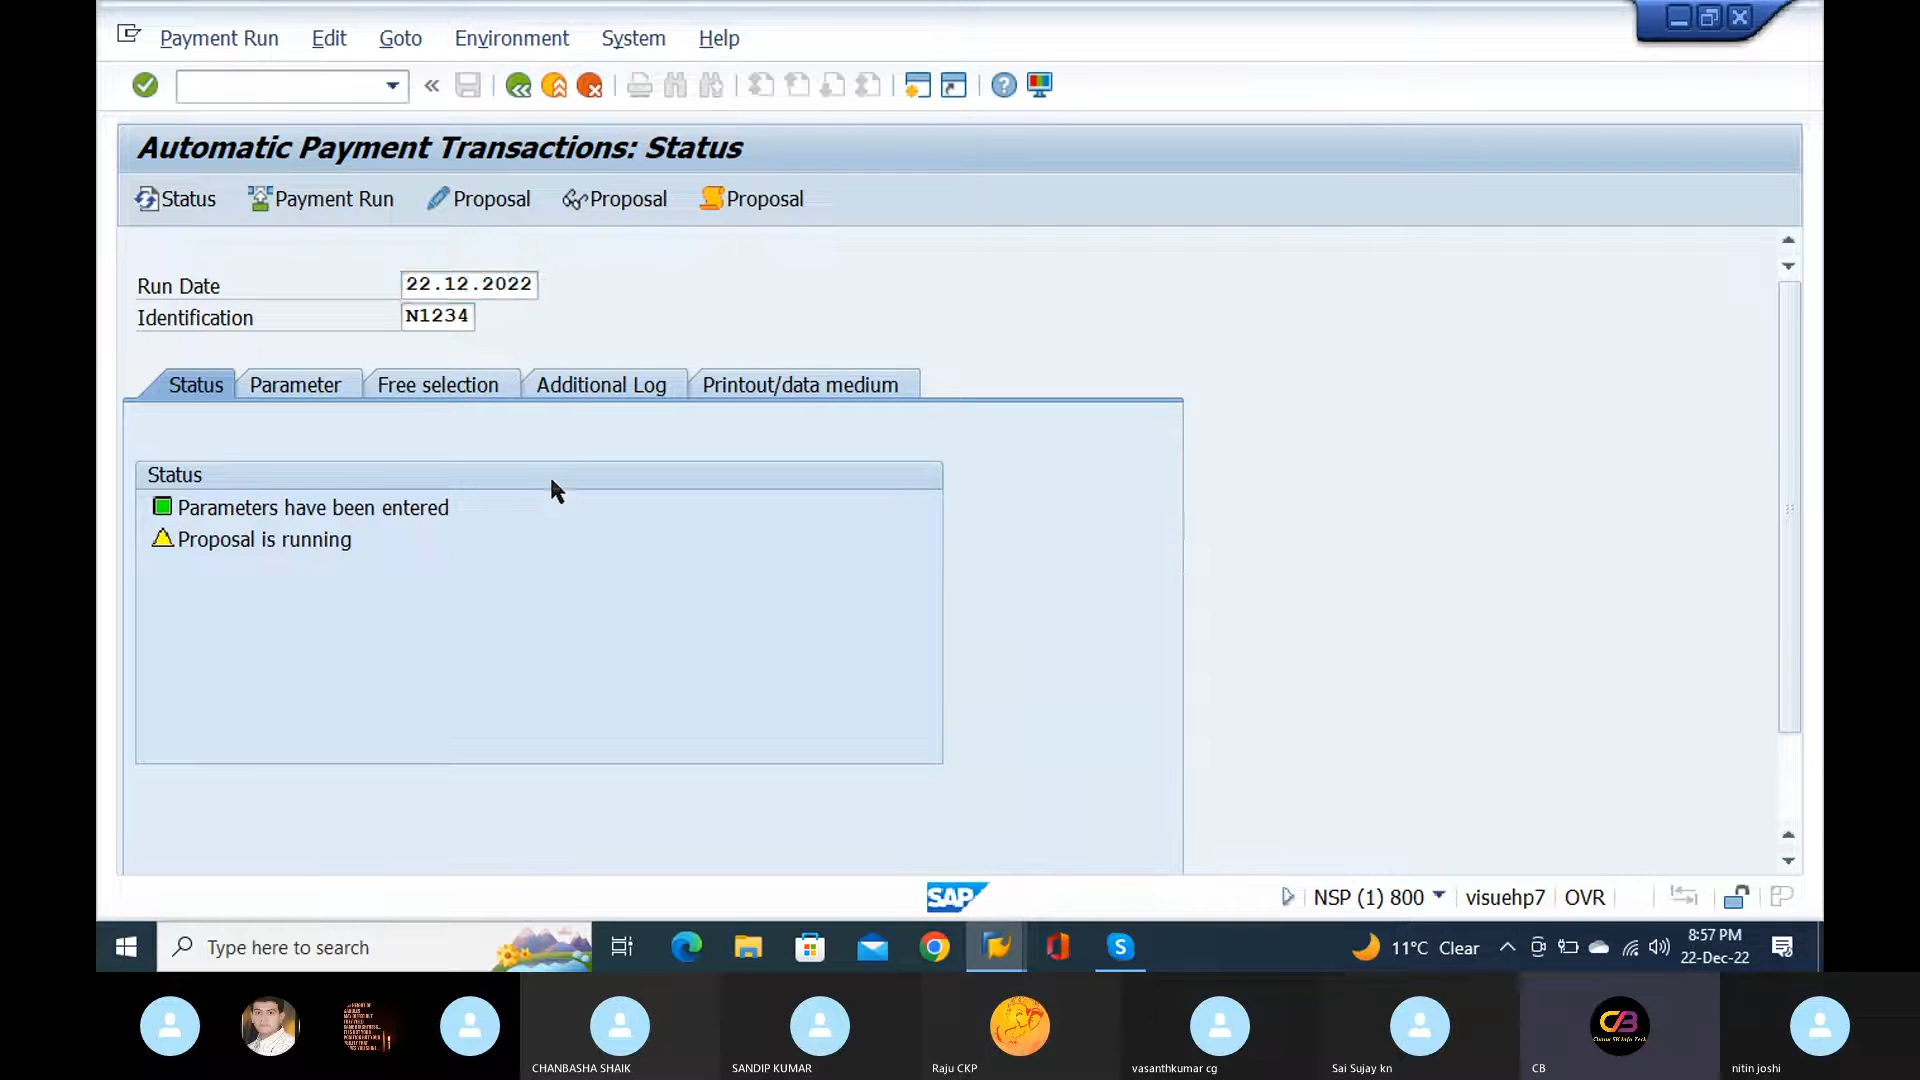 Payment Run Edit Goto Environment System Help
Automatic Payment Transactions: Status
Status Payment Run Proposal Proposal Proposal
Run Date 22.12.2022
Identification N1234
Status Parameter Free selection Additional Log Printout/data medium
Status
Parameters have been entered
Proposal is running
SAP
NSP (1) 800 visuehp7 OVR
Type here to search
11°C Clear
8:57 PM
22-Dec-22
CHANBASHA SHAIK SANDIP KUMAR Raju CKP vasanthkumar cg Sai Sujay kn CB nitin joshi